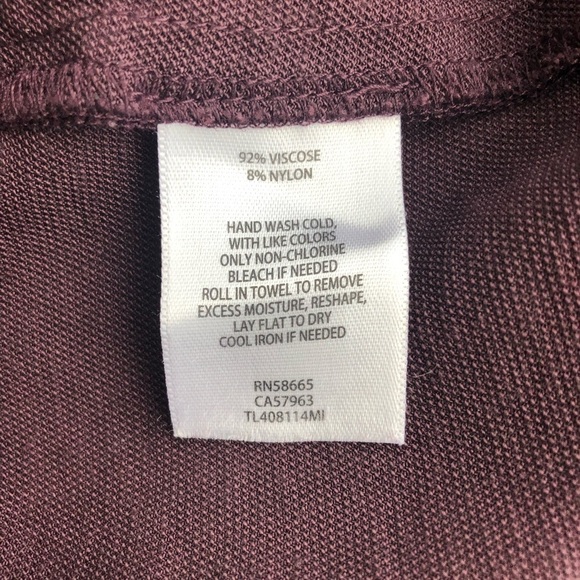 92% VISCOSE
8% NYLON
HAND WASH COLD,
WITH LIKE COLORS
ONLY NON-CHLORINE
BLEACH IF NEEDED
ROLL IN TOWEL TO REMOVE
EXCESS MOISTURE, RESHAPE,
LAY FLAT TO DRY
COOL IRON IF NEEDED
RN58665
CA57963
TL408114MI